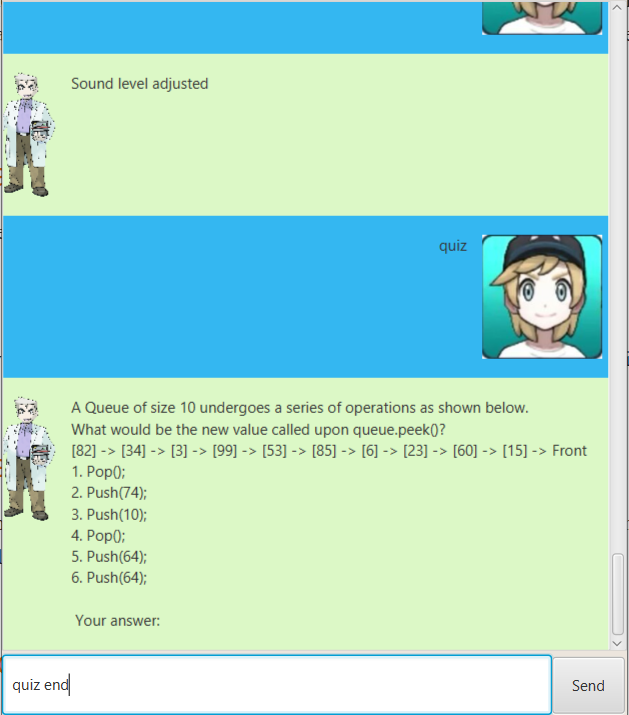 Sound level adjusted
quiz
A Queue of size 10 undergoes a series of operations as shown below.
What would be the new value called upon queue.peek()?
[82] -> [34] -> [3] -> [99] -> [53] -> [85] -> [6] -> [23] -> [60] -> [15] -> Front
1. Pop();
2. Push(74);
3. Push(10);
4. Pop();
5. Push(64);
6. Push(64);
Your answer:
quiz end
Send